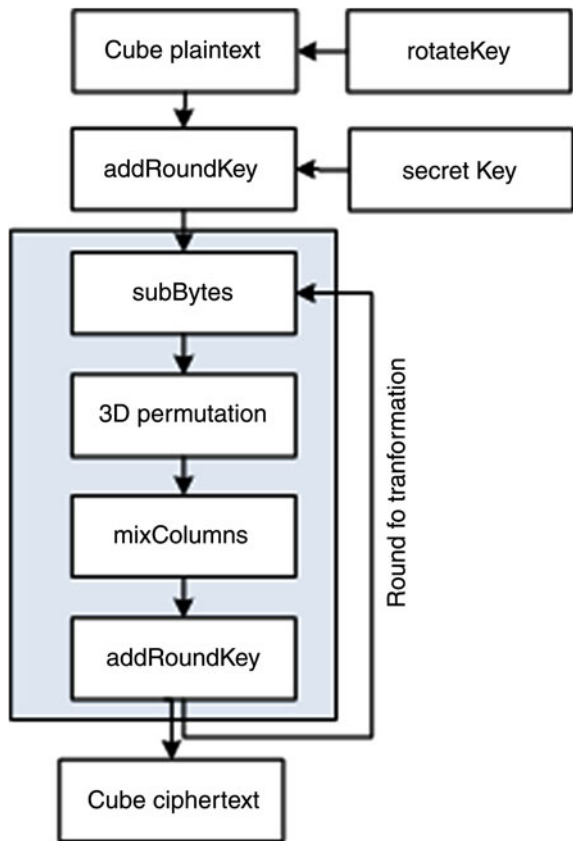 Cube plaintext
rotateKey
addRoundKey
secret Key
subBytes
3D permutation
mixColumns
addRoundKey
Round fo tranformation
Cube ciphertext